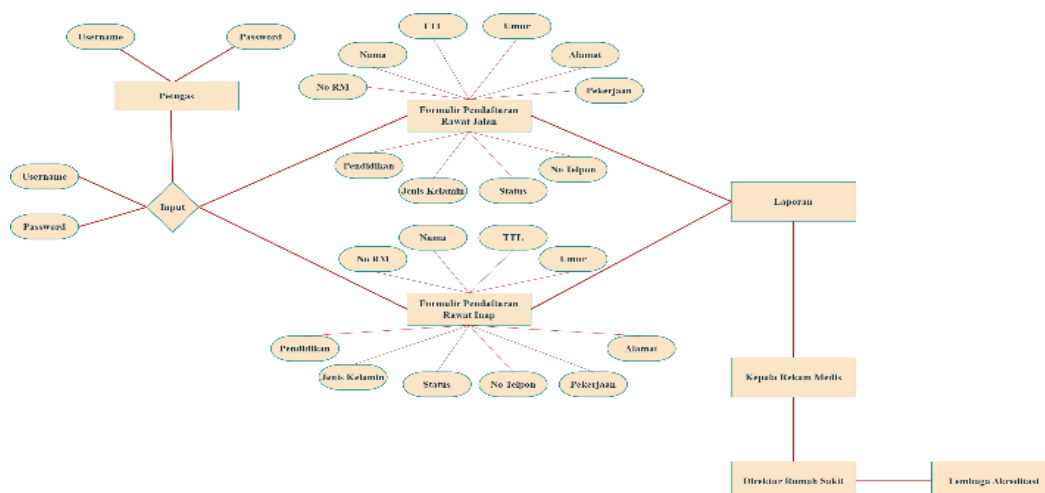 TTL
Umur
Username
Password
Nama
Alamat
No RM
Pekerjaan
Petugas
Formulir Pendaftaran
Rawat Jalan
Pendidikan
No Telpon
Username
Jenis Kelamin
Status
Input
Laporan
Password
Nama
TTL
No RM
Umur
Formulir Pendaftaran
Rawat Inap
Pendidikan
Alamat
Jenis Kelamin
Status
No Telpon
Pekerjaan
Kepala Rekam Medis
Direktur Rumah Sakit
Lembaga Akreditasi